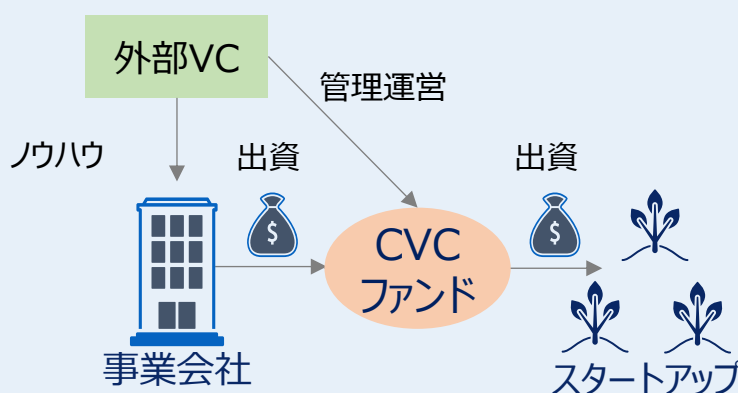 外部VC
管理運営
ノウハウ
出資
出資
$
$
CVC
ファンド
事業会社
スタートアップ